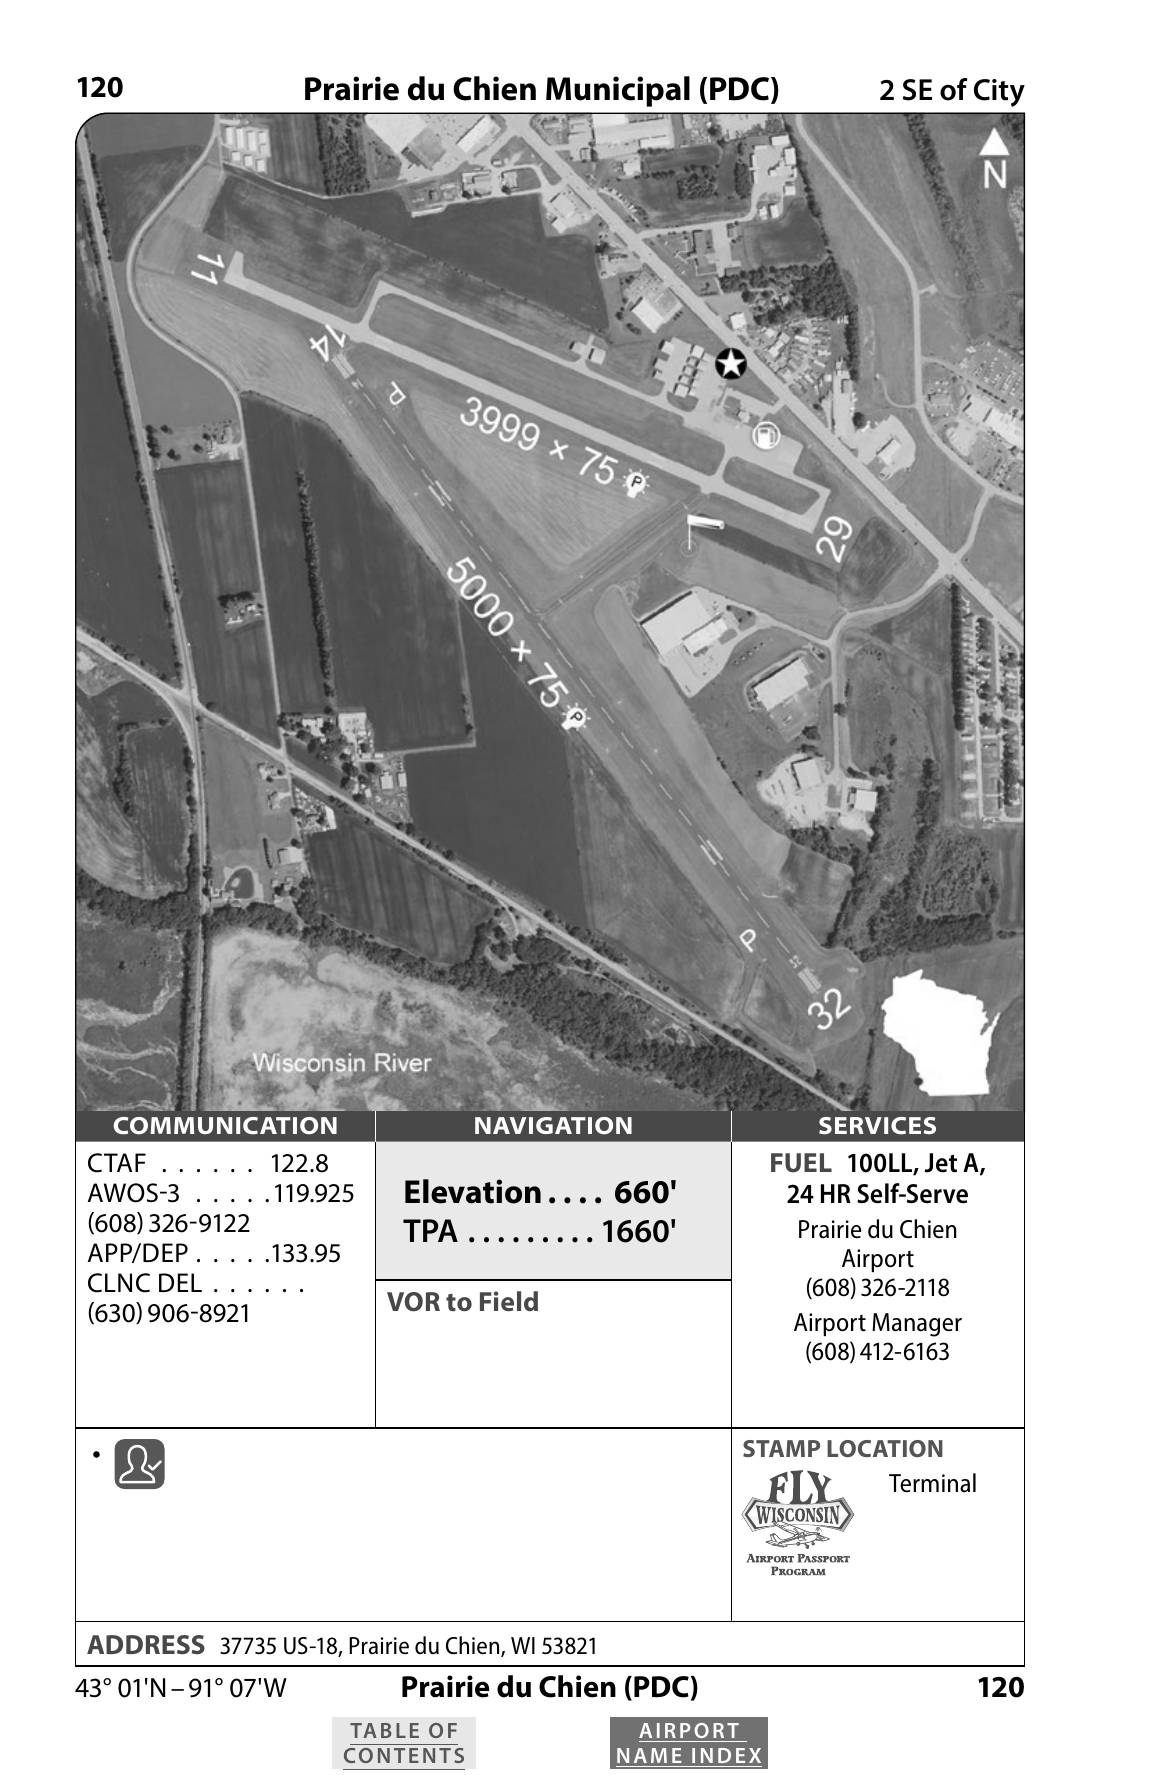 120 Prairie du Chien Municipal (PDC) 2 SE of City
N
11
14
P
3999 × 75 P
29
5000 × 75 P
P
32
Wisconsin River
COMMUNICATION
CTAF . . . . . . 122.8
AWOS-3 . . . . . 119.925
(608) 326-9122
APP/DEP . . . . . 133.95
CLNC DEL . . . . . .
(630) 906-8921
NAVIGATION
Elevation . . . . 660'
TPA . . . . . . . . . 1660'
VOR to Field
SERVICES
FUEL 100LL, Jet A,
24 HR Self-Serve
Prairie du Chien
Airport
(608) 326-2118
Airport Manager
(608) 412-6163
•
STAMP LOCATION
Terminal
FLY
WISCONSIN
AIRPORT PASSPORT
PROGRAM
ADDRESS 37735 US-18, Prairie du Chien, WI 53821
43° 01'N – 91° 07'W Prairie du Chien (PDC) 120
TABLE OF
CONTENTS
AIRPORT
NAME INDEX